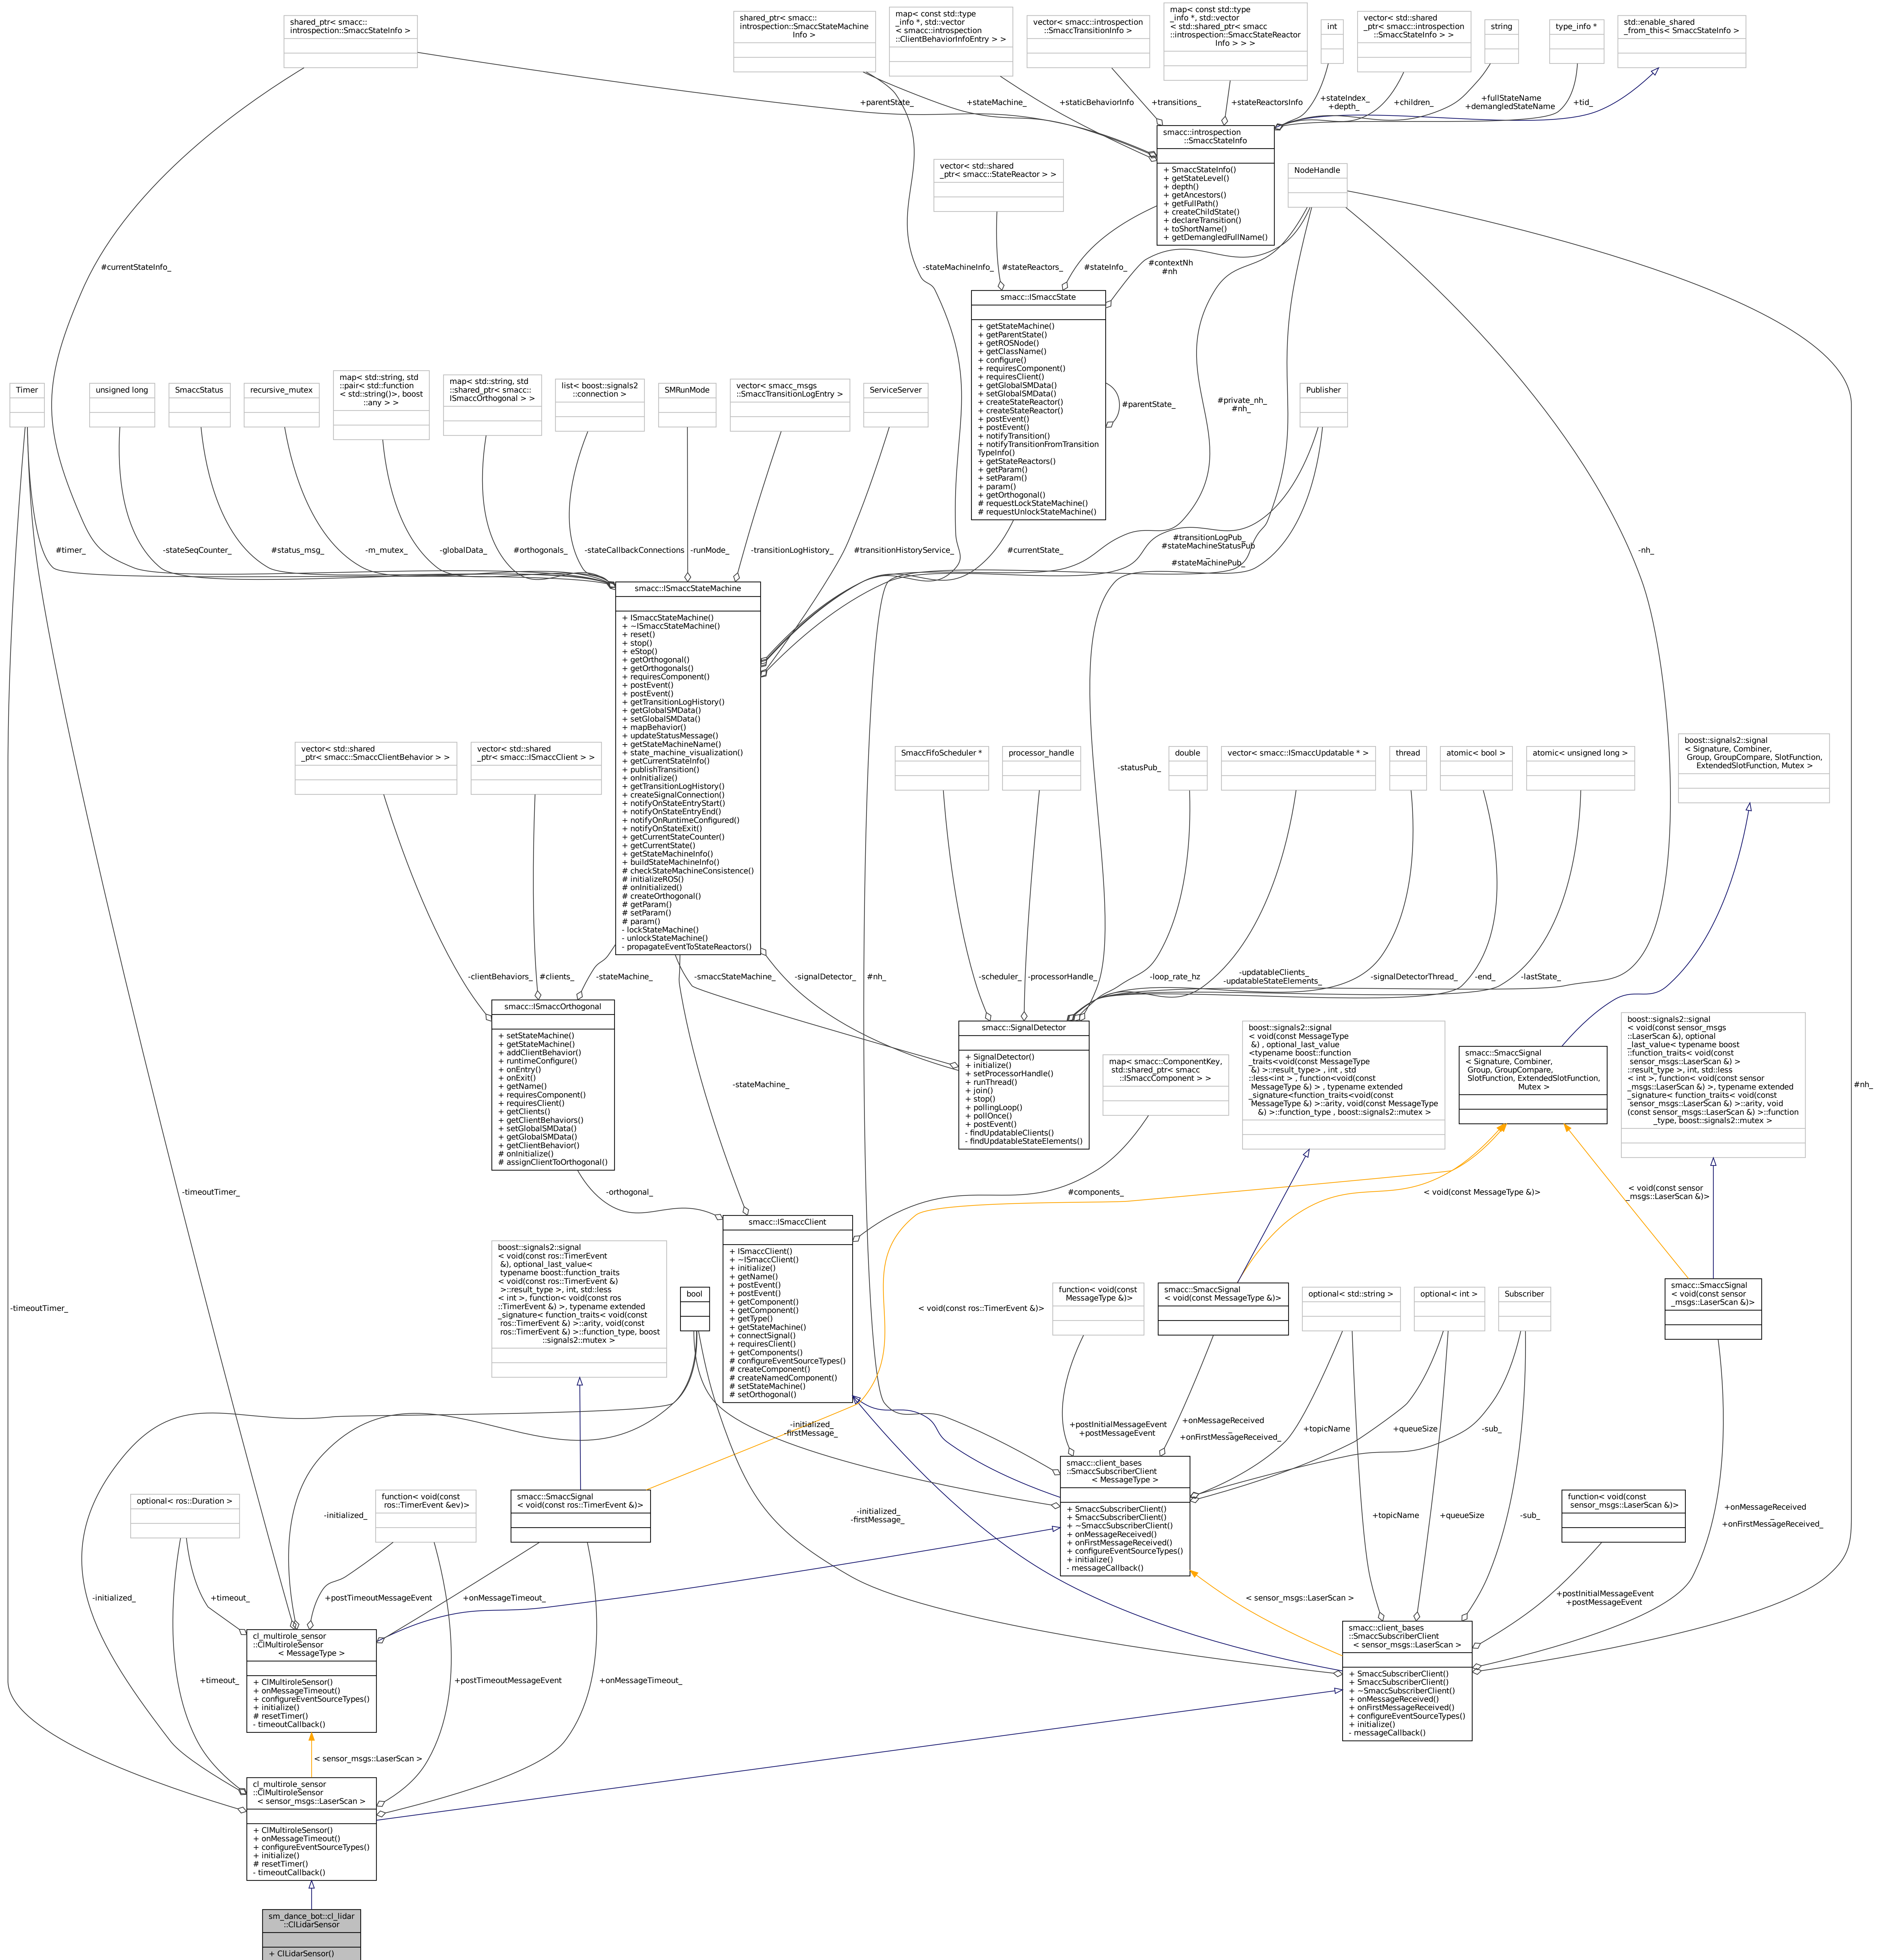 shared_ptr< smacc::
introspection::SmaccStateInfo >
shared_ptr< smacc::
introspection::SmaccStateMachine
Info >
map< const std::type
_info *, std::vector
< smacc::introspection
::ClientBehaviorInfoEntry > >
vector< smacc::introspection
::SmaccTransitionInfo >
map< const std::type
_info *, std::vector
< std::shared_ptr< smacc
::introspection::SmaccStateReactor
Info > > >
int
vector< std::shared
_ptr< smacc::introspection
::SmaccStateInfo > >
string
type_info *
std::enable_shared
_from_this< SmaccStateInfo >
+parentState_
+stateMachine_
+staticBehaviorInfo
+transitions_
+stateReactorsInfo
+stateIndex_
+depth_
+children_
+fullStateName
+demangledStateName
+tid_
smacc::introspection
::SmaccStateInfo
+ SmaccStateInfo()
+ getStateLevel()
+ depth()
+ getAncestors()
+ getFullPath()
+ createChildState()
+ declareTransition()
+ toShortName()
+ getDemangledFullName()
vector< std::shared
_ptr< smacc::StateReactor > >
NodeHandle
#currentStateInfo_
-stateMachineInfo_
#stateReactors_
#stateInfo_
#contextNh
#nh
smacc::ISmaccState
+ getStateMachine()
+ getParentState()
+ getROSNode()
+ getClassName()
+ configure()
+ requiresComponent()
+ requiresClient()
+ getGlobalSMData()
+ setGlobalSMData()
+ createStateReactor()
+ createStateReactor()
+ postEvent()
+ postEvent()
+ notifyTransition()
+ notifyTransitionFromTransition
TypeInfo()
+ getStateReactors()
+ getParam()
+ setParam()
+ param()
+ getOrthogonal()
# requestLockStateMachine()
# requestUnlockStateMachine()
#parentState_
#private_nh_
#nh_
Timer
unsigned long
SmaccStatus
recursive_mutex
map< std::string, std
::pair< std::function
< std::string()>, boost
::any > >
map< std::string, std
::shared_ptr< smacc::
ISmaccOrthogonal > >
list< boost::signals2
::connection >
SMRunMode
vector< smacc_msgs
::SmaccTransitionLogEntry >
ServiceServer
Publisher
#timer_
-stateSeqCounter_
#status_msg_
-m_mutex_
-globalData_
#orthogonals_
-stateCallbackConnections
-runMode_
-transitionLogHistory_
#transitionHistoryService_
#currentState_
#transitionLogPub_
#stateMachineStatusPub
_
#stateMachinePub_
-nh_
smacc::ISmaccStateMachine
+ ISmaccStateMachine()
+ ~ISmaccStateMachine()
+ reset()
+ stop()
+ eStop()
+ getOrthogonal()
+ getOrthogonals()
+ requiresComponent()
+ postEvent()
+ postEvent()
+ getTransitionLogHistory()
+ getGlobalSMData()
+ setGlobalSMData()
+ mapBehavior()
+ updateStatusMessage()
+ getStateMachineName()
+ state_machine_visualization()
+ getCurrentStateInfo()
+ publishTransition()
+ onInitialize()
+ getTransitionLogHistory()
+ createSignalConnection()
+ notifyOnStateEntryStart()
+ notifyOnStateEntryEnd()
+ notifyOnRuntimeConfigured()
+ notifyOnStateExit()
+ getCurrentStateCounter()
+ getCurrentState()
+ getStateMachineInfo()
+ buildStateMachineInfo()
# checkStateMachineConsistence()
# initializeROS()
# onInitialized()
# createOrthogonal()
# getParam()
# setParam()
# param()
- lockStateMachine()
- unlockStateMachine()
- propagateEventToStateReactors()
vector< std::shared
_ptr< smacc::SmaccClientBehavior > >
vector< std::shared
_ptr< smacc::ISmaccClient > >
SmaccFifoScheduler *
processor_handle
-statusPub_
double
vector< smacc::ISmaccUpdatable * >
thread
atomic< bool >
atomic< unsigned long >
boost::signals2::signal
< Signature, Combiner,
Group, GroupCompare, SlotFunction,
ExtendedSlotFunction, Mutex >
-clientBehaviors_
#clients_
-stateMachine_
-smaccStateMachine_
-signalDetector_
#nh_
-scheduler_
-processorHandle_
-loop_rate_hz
-updatableClients_
-updatableStateElements_
-signalDetectorThread_
-end_
-lastState_
smacc::ISmaccOrthogonal
+ setStateMachine()
+ getStateMachine()
+ addClientBehavior()
+ runtimeConfigure()
+ onEntry()
+ onExit()
+ getName()
+ requiresComponent()
+ requiresClient()
+ getClients()
+ getClientBehaviors()
+ setGlobalSMData()
+ getGlobalSMData()
+ getClientBehavior()
# onInitialize()
# assignClientToOrthogonal()
smacc::SignalDetector
+ SignalDetector()
+ initialize()
+ setProcessorHandle()
+ runThread()
+ join()
+ stop()
+ pollingLoop()
+ pollOnce()
+ postEvent()
- findUpdatableClients()
- findUpdatableStateElements()
map< smacc::ComponentKey,
std::shared_ptr< smacc
::ISmaccComponent > >
boost::signals2::signal
< void(const MessageType
&) , optional_last_value
<typename boost::function
_traits<void(const MessageType
&) >::result_type> , int , std
::less<int > , function<void(const
MessageType &) > , typename extended
_signature<function_traits<void(const
MessageType &) >::arity, void(const MessageType
&) >::function_type , boost::signals2::mutex >
smacc::SmaccSignal
< Signature, Combiner,
Group, GroupCompare,
SlotFunction, ExtendedSlotFunction,
Mutex >
boost::signals2::signal
< void(const sensor_msgs
::LaserScan &), optional
_last_value< typename boost
::function_traits< void(const
sensor_msgs::LaserScan &) >
::result_type >, int, std::less
< int >, function< void(const sensor
_msgs::LaserScan &) >, typename extended
_signature< function_traits< void(const
sensor_msgs::LaserScan &) >::arity, void
(const sensor_msgs::LaserScan &) >::function
_type, boost::signals2::mutex >
#nh_
-stateMachine_
-timeoutTimer_
-orthogonal_
#components_
< void(const MessageType &)>
< void(const sensor
_msgs::LaserScan &)>
smacc::ISmaccClient
+ ISmaccClient()
+ ~ISmaccClient()
+ initialize()
+ getName()
+ postEvent()
+ postEvent()
+ getComponent()
+ getComponent()
+ getType()
+ getStateMachine()
+ connectSignal()
+ requiresClient()
+ getComponents()
# configureEventSourceTypes()
# createComponent()
# createNamedComponent()
# setStateMachine()
# setOrthogonal()
boost::signals2::signal
< void(const ros::TimerEvent
&), optional_last_value<
typename boost::function_traits
< void(const ros::TimerEvent &)
>::result_type >, int, std::less
< int >, function< void(const ros
::TimerEvent &) >, typename extended
_signature< function_traits< void(const
ros::TimerEvent &) >::arity, void(const
ros::TimerEvent &) >::function_type, boost
::signals2::mutex >
bool
-timeoutTimer_
< void(const ros::TimerEvent &)>
function< void(const
MessageType &)>
smacc::SmaccSignal
< void(const MessageType &)>
optional< std::string >
optional< int >
Subscriber
smacc::SmaccSignal
< void(const sensor
_msgs::LaserScan &)>
-initialized_
-firstMessage_
+postInitialMessageEvent
+postMessageEvent
+onMessageReceived
_
+onFirstMessageReceived_
+topicName
+queueSize
-sub_
smacc::client_bases
::SmaccSubscriberClient
< MessageType >
+ SmaccSubscriberClient()
+ SmaccSubscriberClient()
+ ~SmaccSubscriberClient()
+ onMessageReceived()
+ onFirstMessageReceived()
+ configureEventSourceTypes()
+ initialize()
- messageCallback()
optional< ros::Duration >
function< void(const
ros::TimerEvent &ev)>
smacc::SmaccSignal
< void(const ros::TimerEvent &)>
-initialized_
-initialized_
-firstMessage_
function< void(const
sensor_msgs::LaserScan &)>
+topicName
+queueSize
-sub_
+onMessageReceived
_
+onFirstMessageReceived_
+postInitialMessageEvent
+postMessageEvent
-initialized_
+timeout_
+postTimeoutMessageEvent
+onMessageTimeout_
< sensor_msgs::LaserScan >
cl_multirole_sensor
::ClMultiroleSensor
< MessageType >
+ ClMultiroleSensor()
+ onMessageTimeout()
+ configureEventSourceTypes()
+ initialize()
# resetTimer()
- timeoutCallback()
smacc::client_bases
::SmaccSubscriberClient
< sensor_msgs::LaserScan >
+ SmaccSubscriberClient()
+ SmaccSubscriberClient()
+ ~SmaccSubscriberClient()
+ onMessageReceived()
+ onFirstMessageReceived()
+ configureEventSourceTypes()
+ initialize()
- messageCallback()
+timeout_
+postTimeoutMessageEvent
+onMessageTimeout_
< sensor_msgs::LaserScan >
cl_multirole_sensor
::ClMultiroleSensor
< sensor_msgs::LaserScan >
+ ClMultiroleSensor()
+ onMessageTimeout()
+ configureEventSourceTypes()
+ initialize()
# resetTimer()
- timeoutCallback()
sm_dance_bot::cl_lidar
::ClLidarSensor
+ ClLidarSensor()